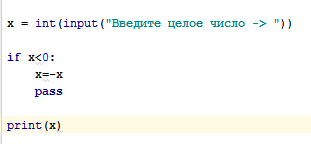 x = int(input("Введите целое число -> "))
if x<0:
x=-x
pass
print(x)